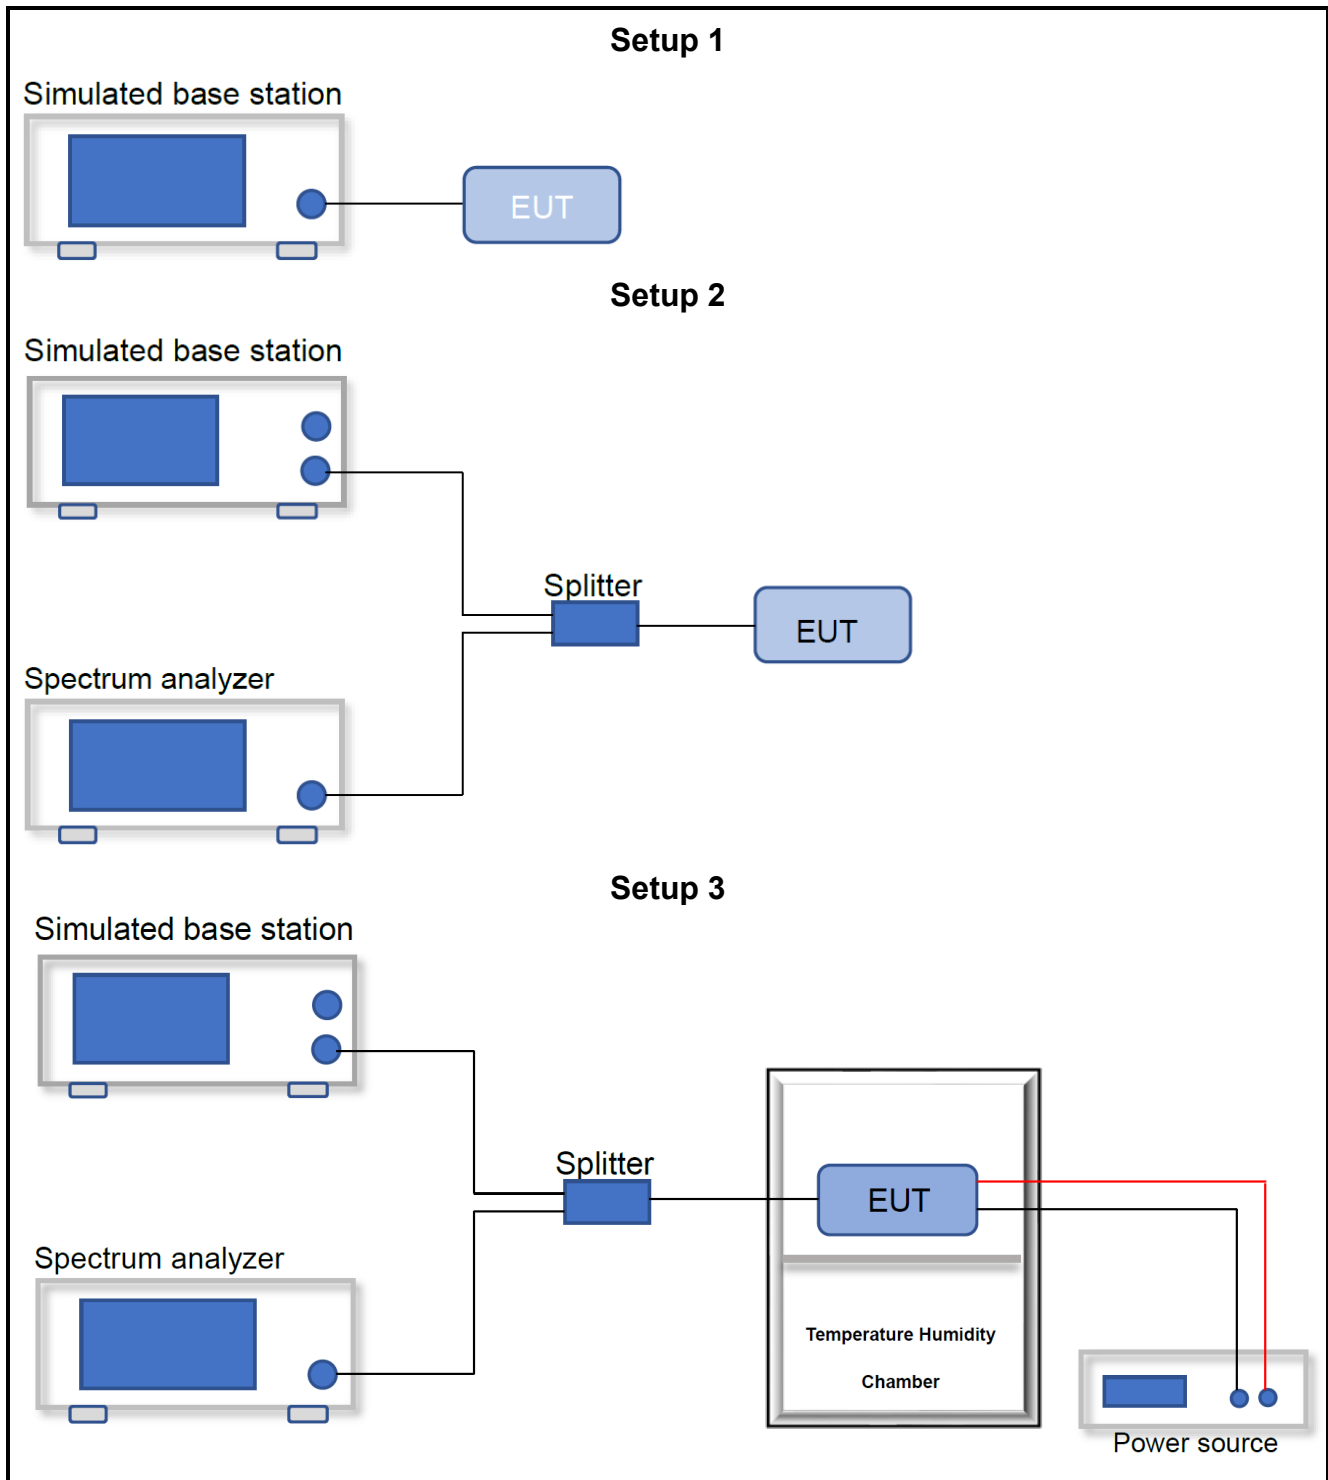 Setup 1
Simulated base station
EUT
Setup 2
Simulated base station
Splitter
EUT
Spectrum analyzer
Setup 3
Simulated base station
Splitter
EUT
Spectrum analyzer
Temperature Humidity
Chamber
Power source